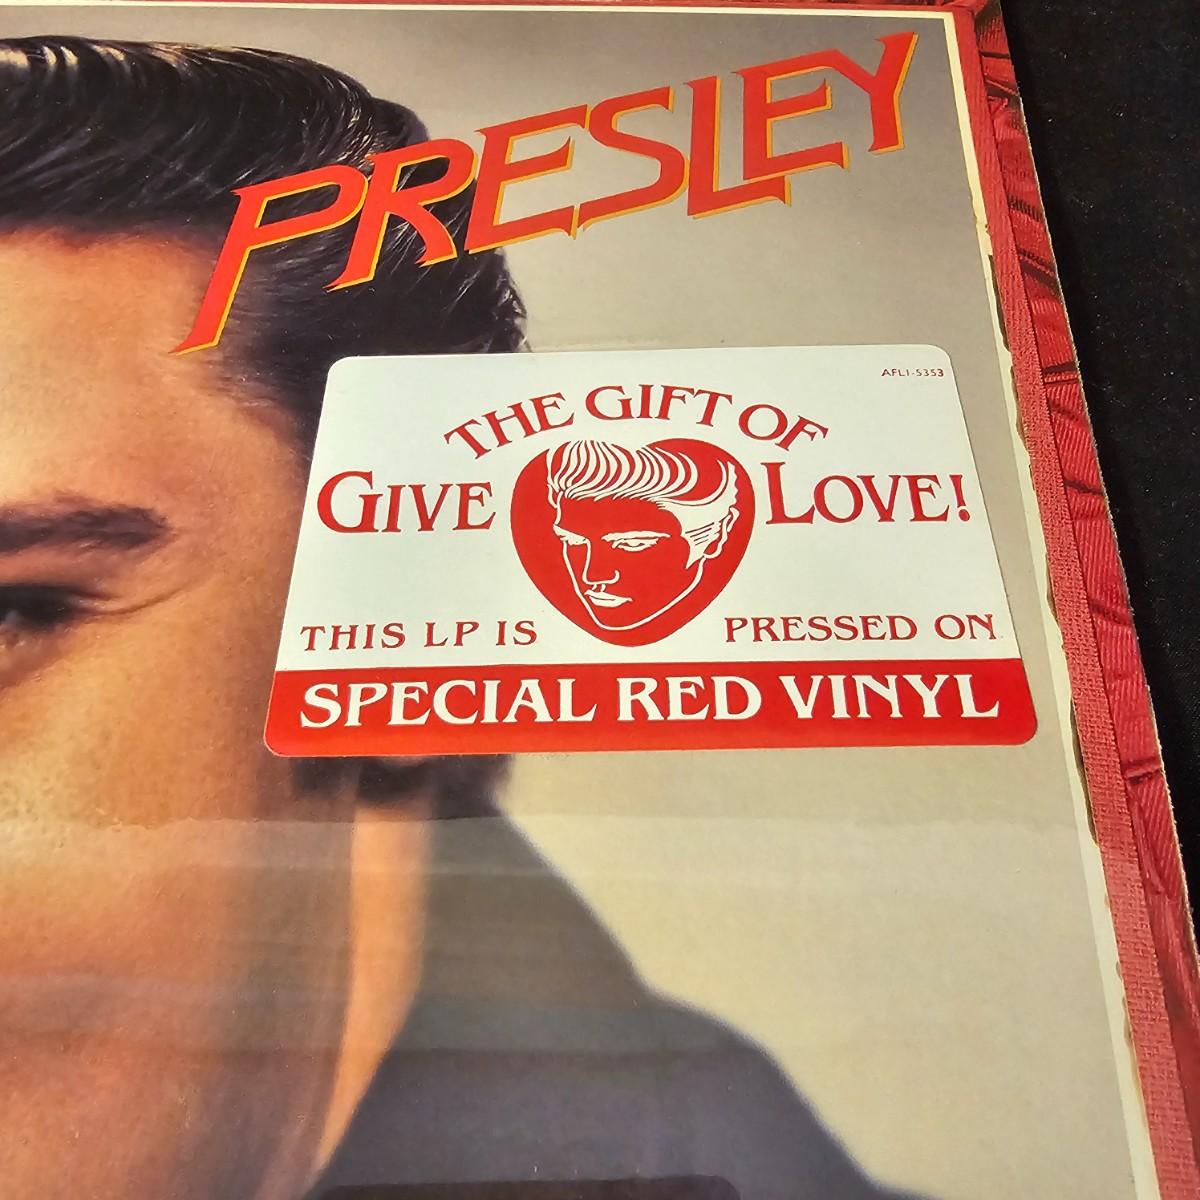 PRESLEY
AFL1-5353
THE GIFT OF
GIVE LOVE!
THIS LP IS PRESSED ON
SPECIAL RED VINYL